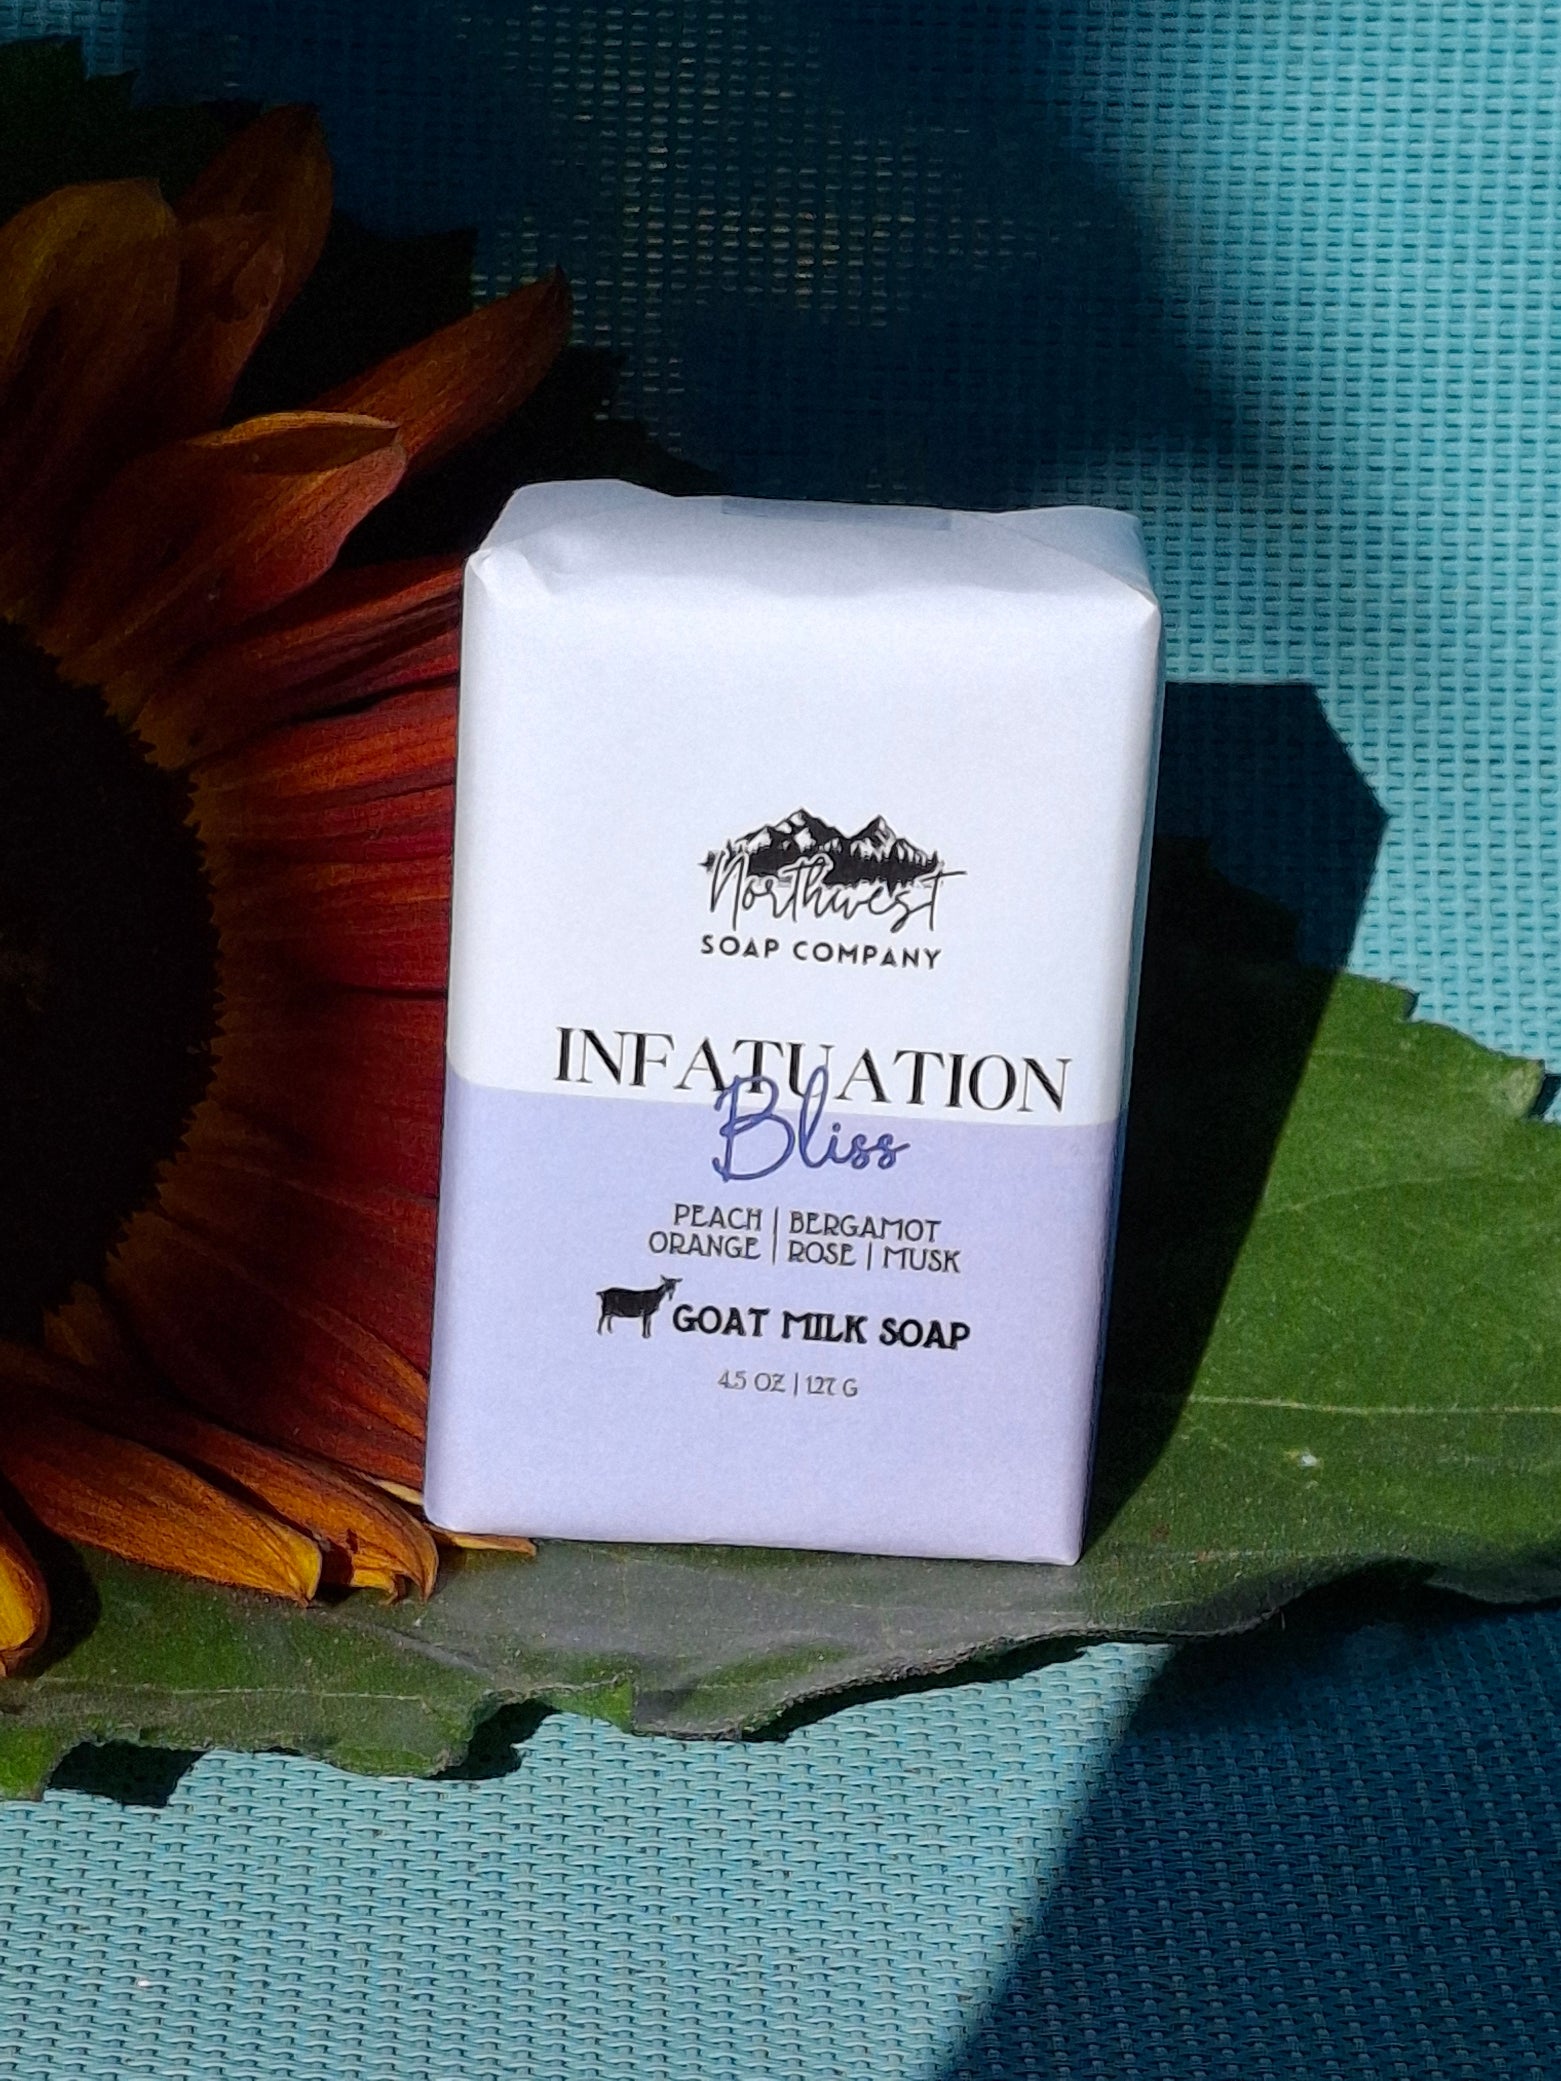 Northwest
SOAP COMPANY
INFATUATION
Bliss
PEACH | BERGAMOT
ORANGE | ROSE | MUSK
GOAT MILK SOAP
4.5 OZ | 127 G